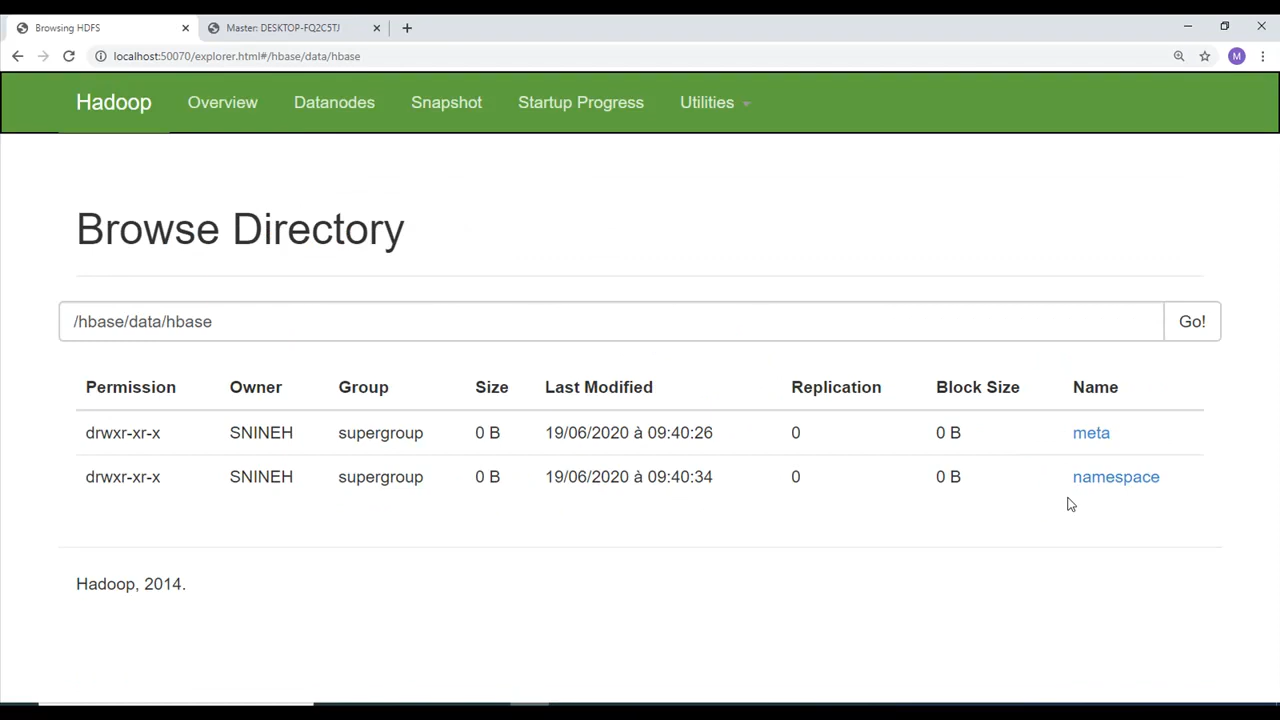 Browsing HDFS
Master: DESKTOP-FQ2C5TJ
localhost:50070/explorer.html#/hbase/data/hbase
M
Hadoop Overview Datanodes Snapshot Startup Progress Utilities
Browse Directory
/hbase/data/hbase Go!
Permission Owner Group Size Last Modified Replication Block Size Name
drwxr-xr-x SNINEH supergroup 0 B 19/06/2020 à 09:40:26 0 0 B meta
drwxr-xr-x SNINEH supergroup 0 B 19/06/2020 à 09:40:34 0 0 B namespace
Hadoop, 2014.